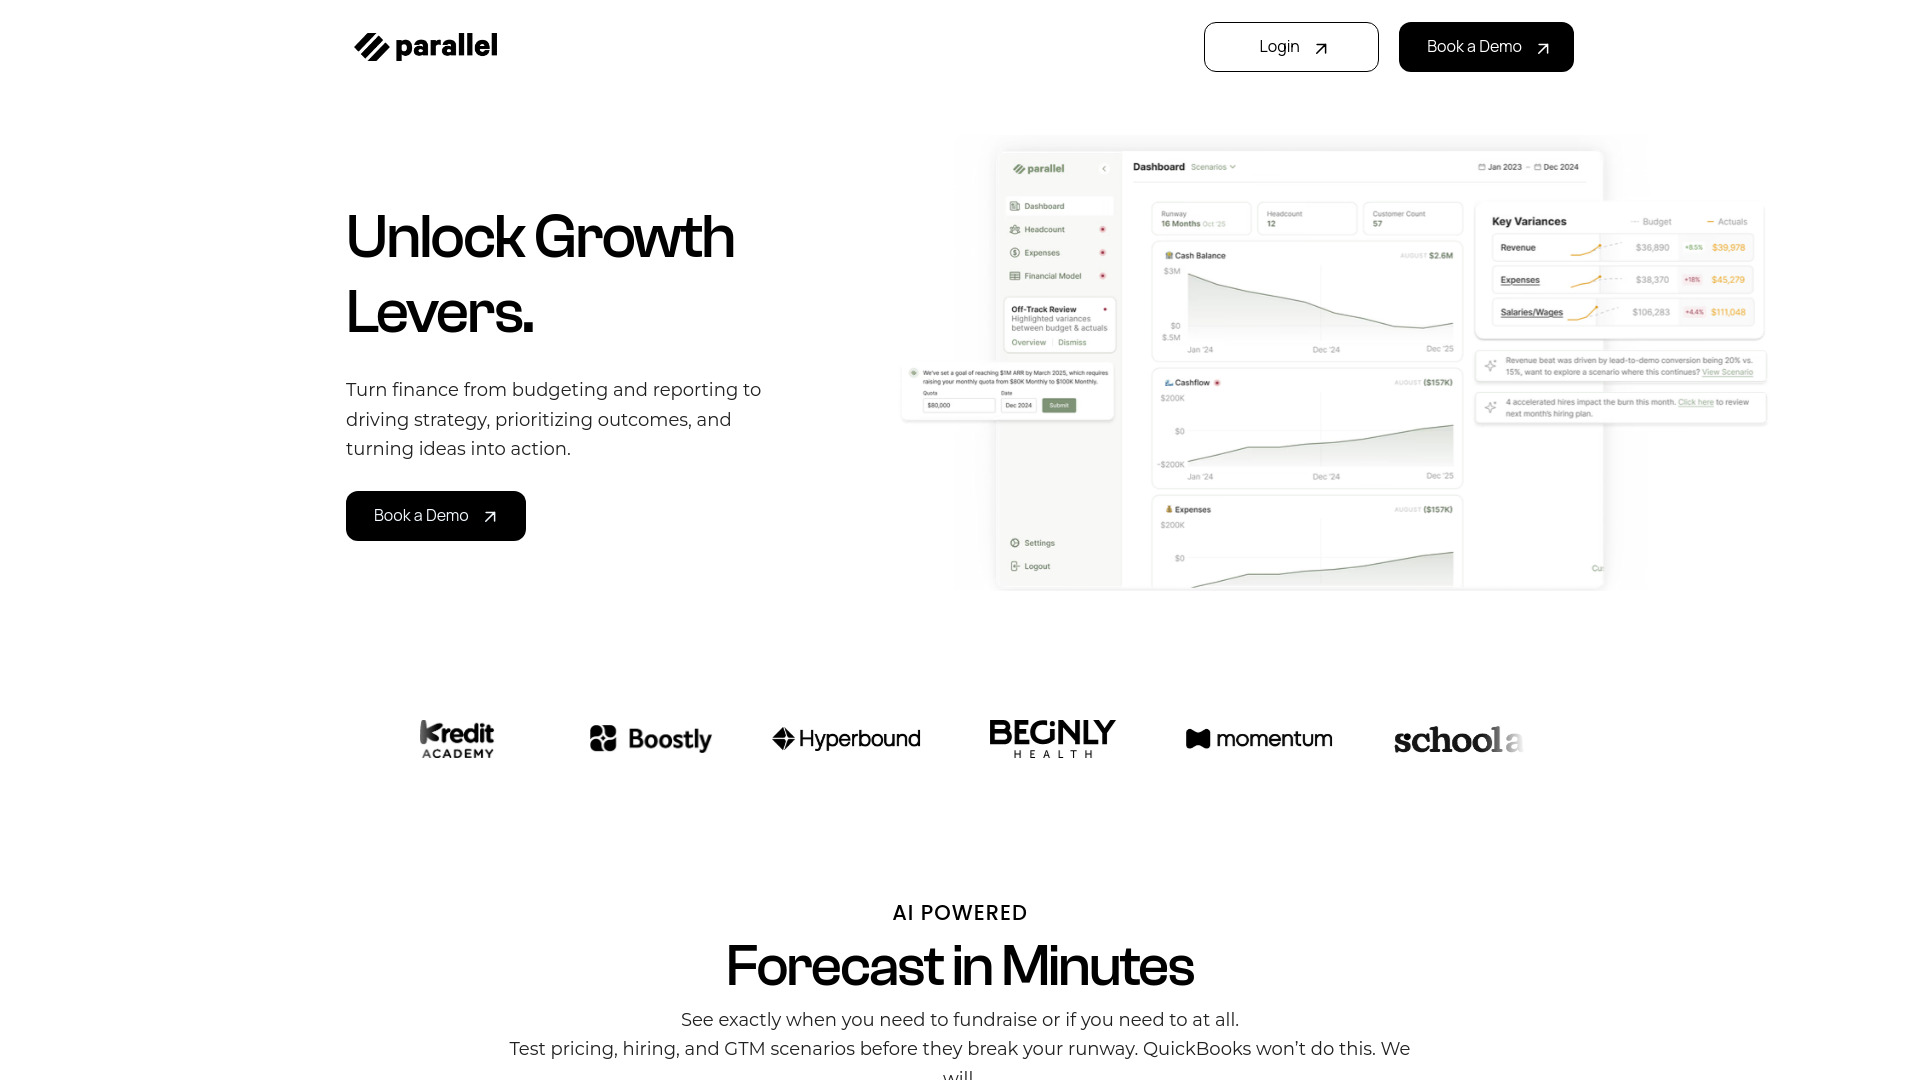 parallel
Login
Book a Demo
Unlock Growth
Levers.
Turn finance from budgeting and reporting to
driving strategy, prioritizing outcomes, and
turning ideas into action.
Book a Demo
parallel
Dashboard
Headcount
Expenses
Financial Model
Off-Track Review
Highlighted variances
between budget & actuals
Overview Dismiss
We've set a goal of reaching $1M ARR by March 2025, which requires
raising your monthly quota from $80K Monthly to $100K Monthly.
Quota Date
$80,000 Dec 2024 Submit
Settings
Logout
Dashboard Scenarios
Jan 2023 – Dec 2024
Runway
16 Months Oct '25
Headcount
12
Customer Count
57
Cash Balance AUGUST $2.6M
$3M
$0
$.5M
Jan '24 Dec '24 Dec '25
Cashflow AUGUST ($157K)
$200K
$0
-$200K
Jan '24 Dec '24 Dec '25
Expenses AUGUST ($157K)
$200K
$0
Key Variances Budget Actuals
Revenue $36,890 +8.5% $39,978
Expenses $38,370 +18% $45,279
Salaries/Wages $106,283 +4.4% $111,048
Revenue beat was driven by lead-to-demo conversion being 20% vs.
15%, want to explore a scenario where this continues? View Scenario
4 accelerated hires impact the burn this month. Click here to review
next month's hiring plan.
Cu
Kredit
ACADEMY
Boostly
Hyperbound
BEGINLY
HEALTH
momentum
school a
AI POWERED
Forecast in Minutes
See exactly when you need to fundraise or if you need to at all.
Test pricing, hiring, and GTM scenarios before they break your runway. QuickBooks won’t do this. We
will